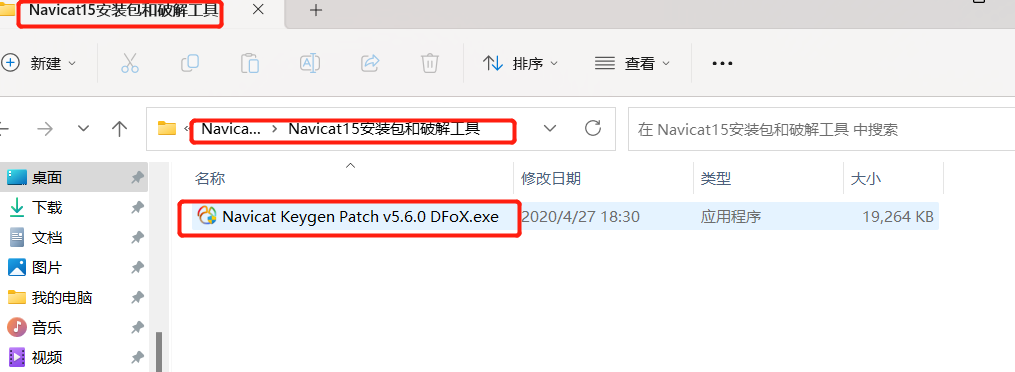 Navicat15安装包和破解工具
新建
排序
查看
Navica... Navicat15安装包和破解工具
在 Navicat15安装包和破解工具 中搜索
名称 修改日期 类型 大小
Navicat Keygen Patch v5.6.0 DFoX.exe 2020/4/27 18:30 应用程序 19,264 KB
桌面
下载
文档
图片
我的电脑
音乐
视频